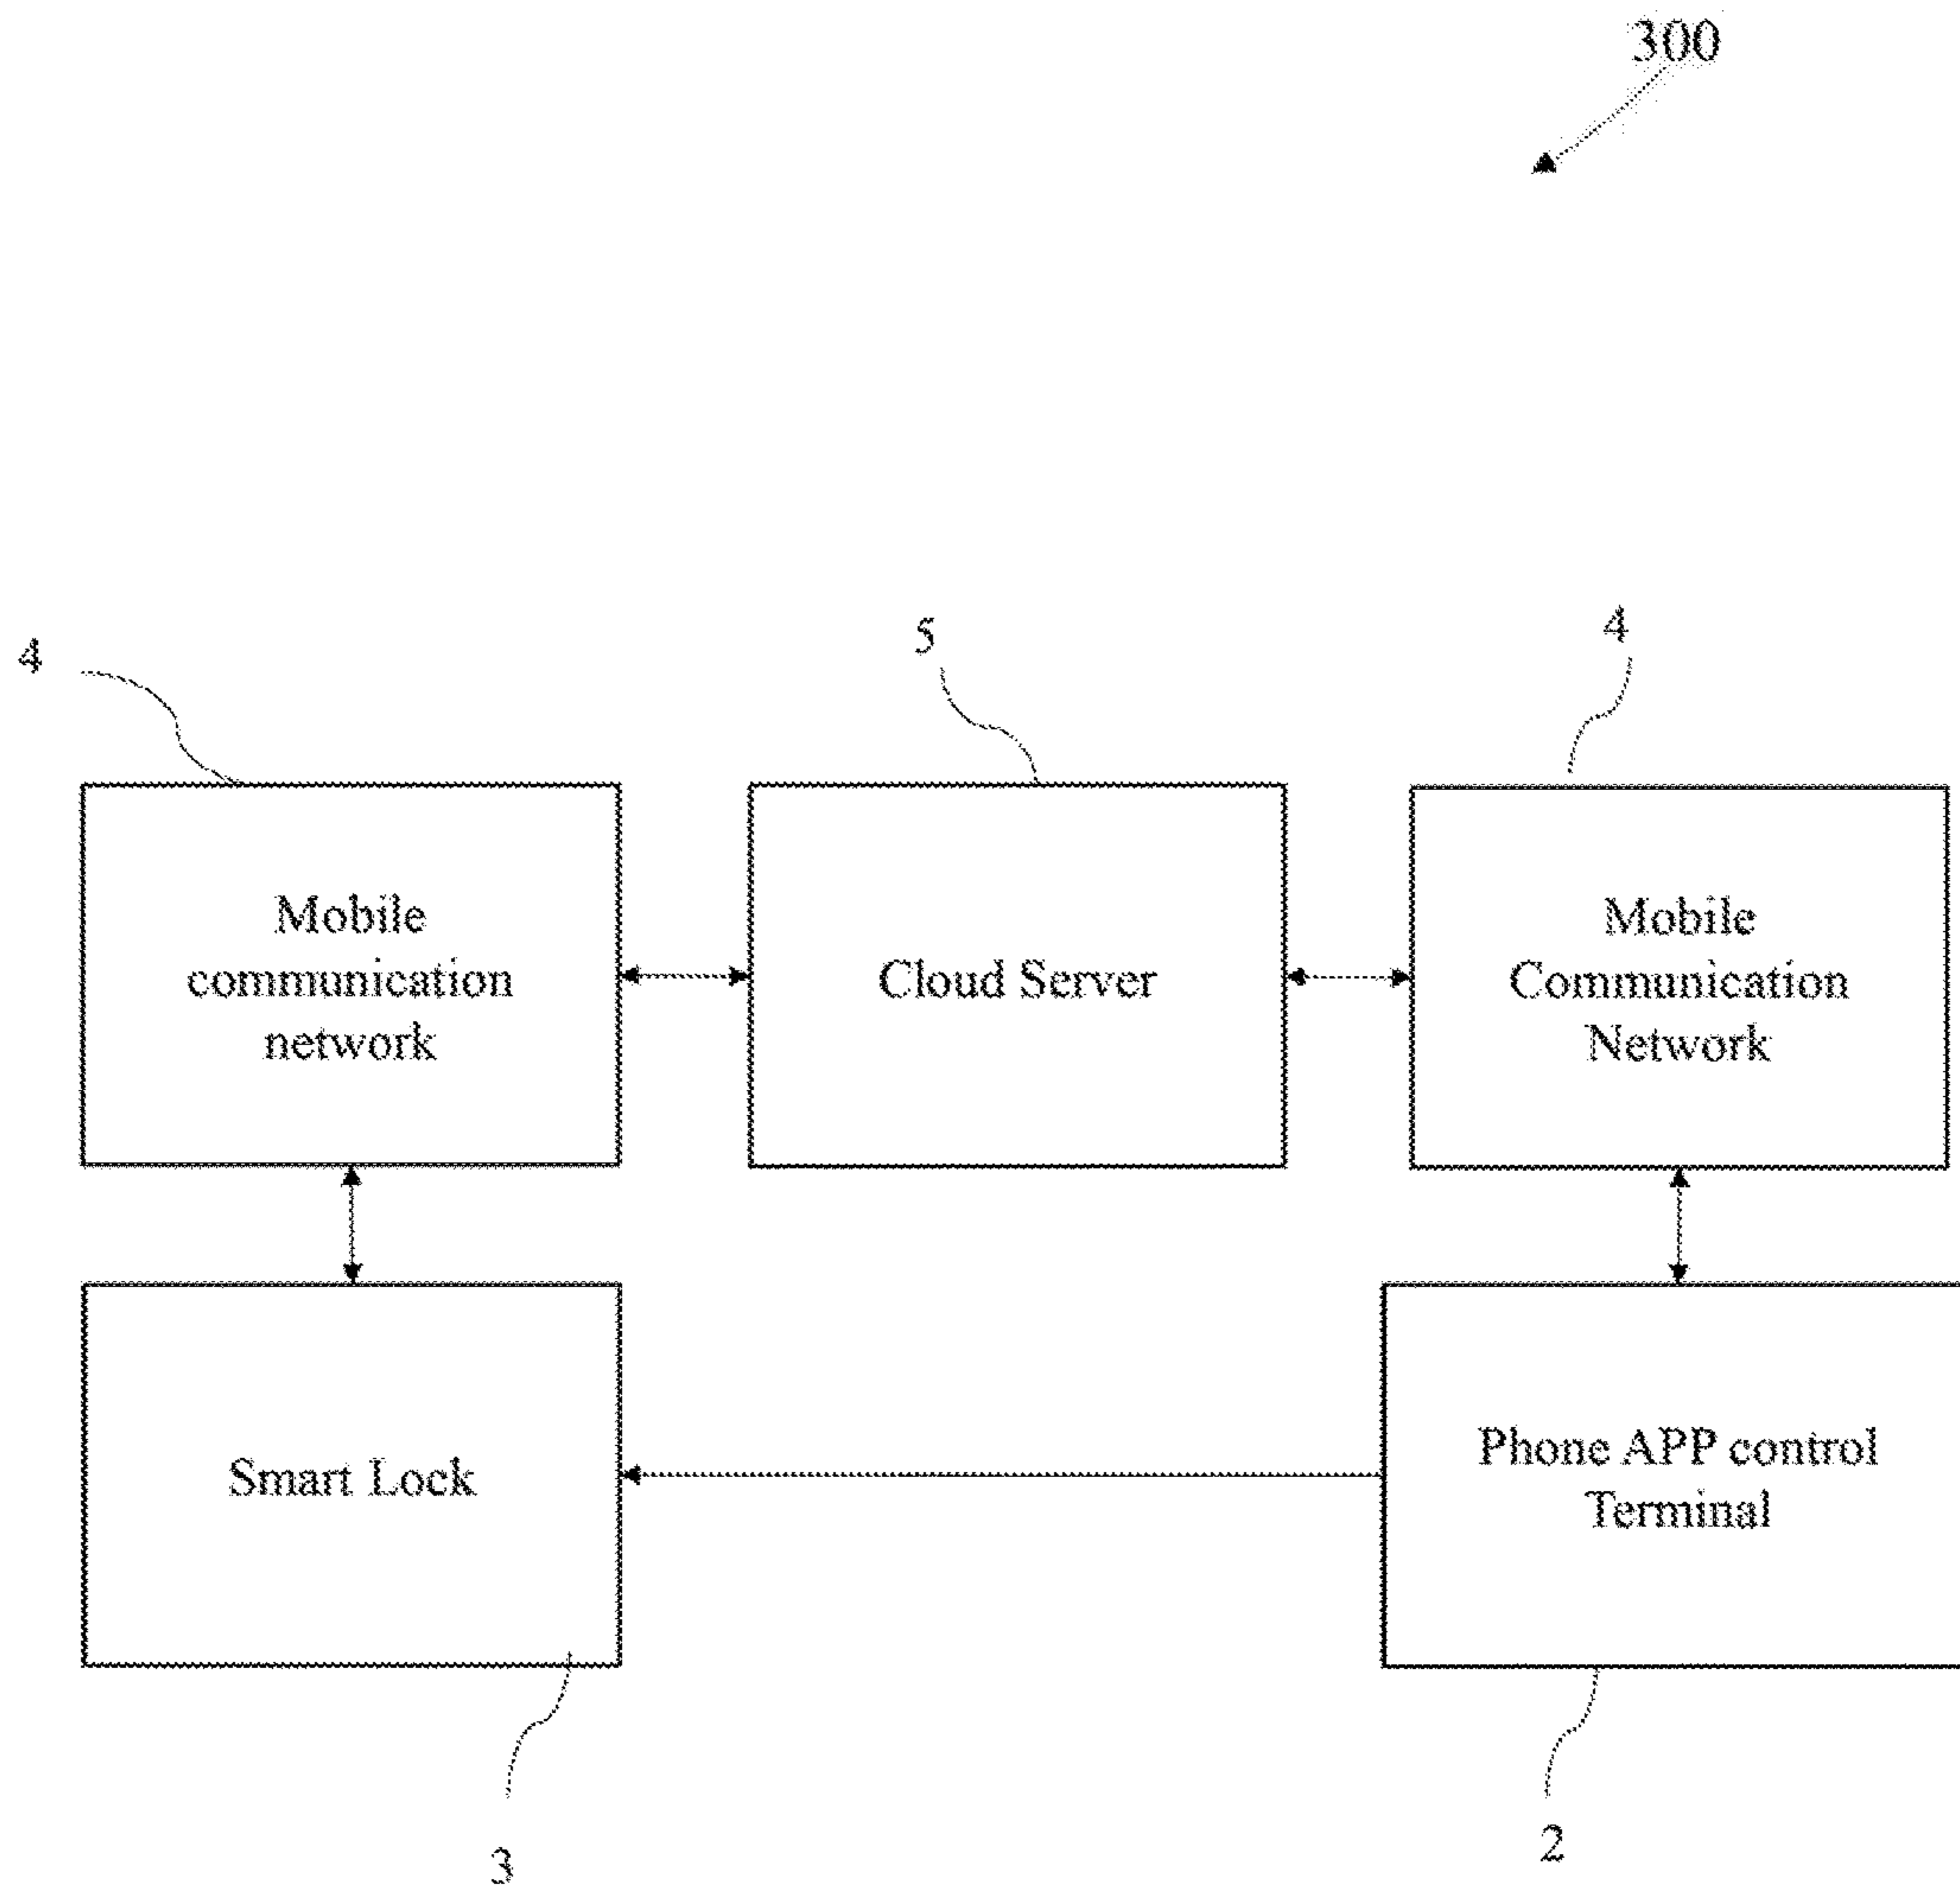 300
4
5
4
Mobile
communication
network
Cloud Server
Mobile
Communication
Network
Smart Lock
Phone APP control
Terminal
3
2